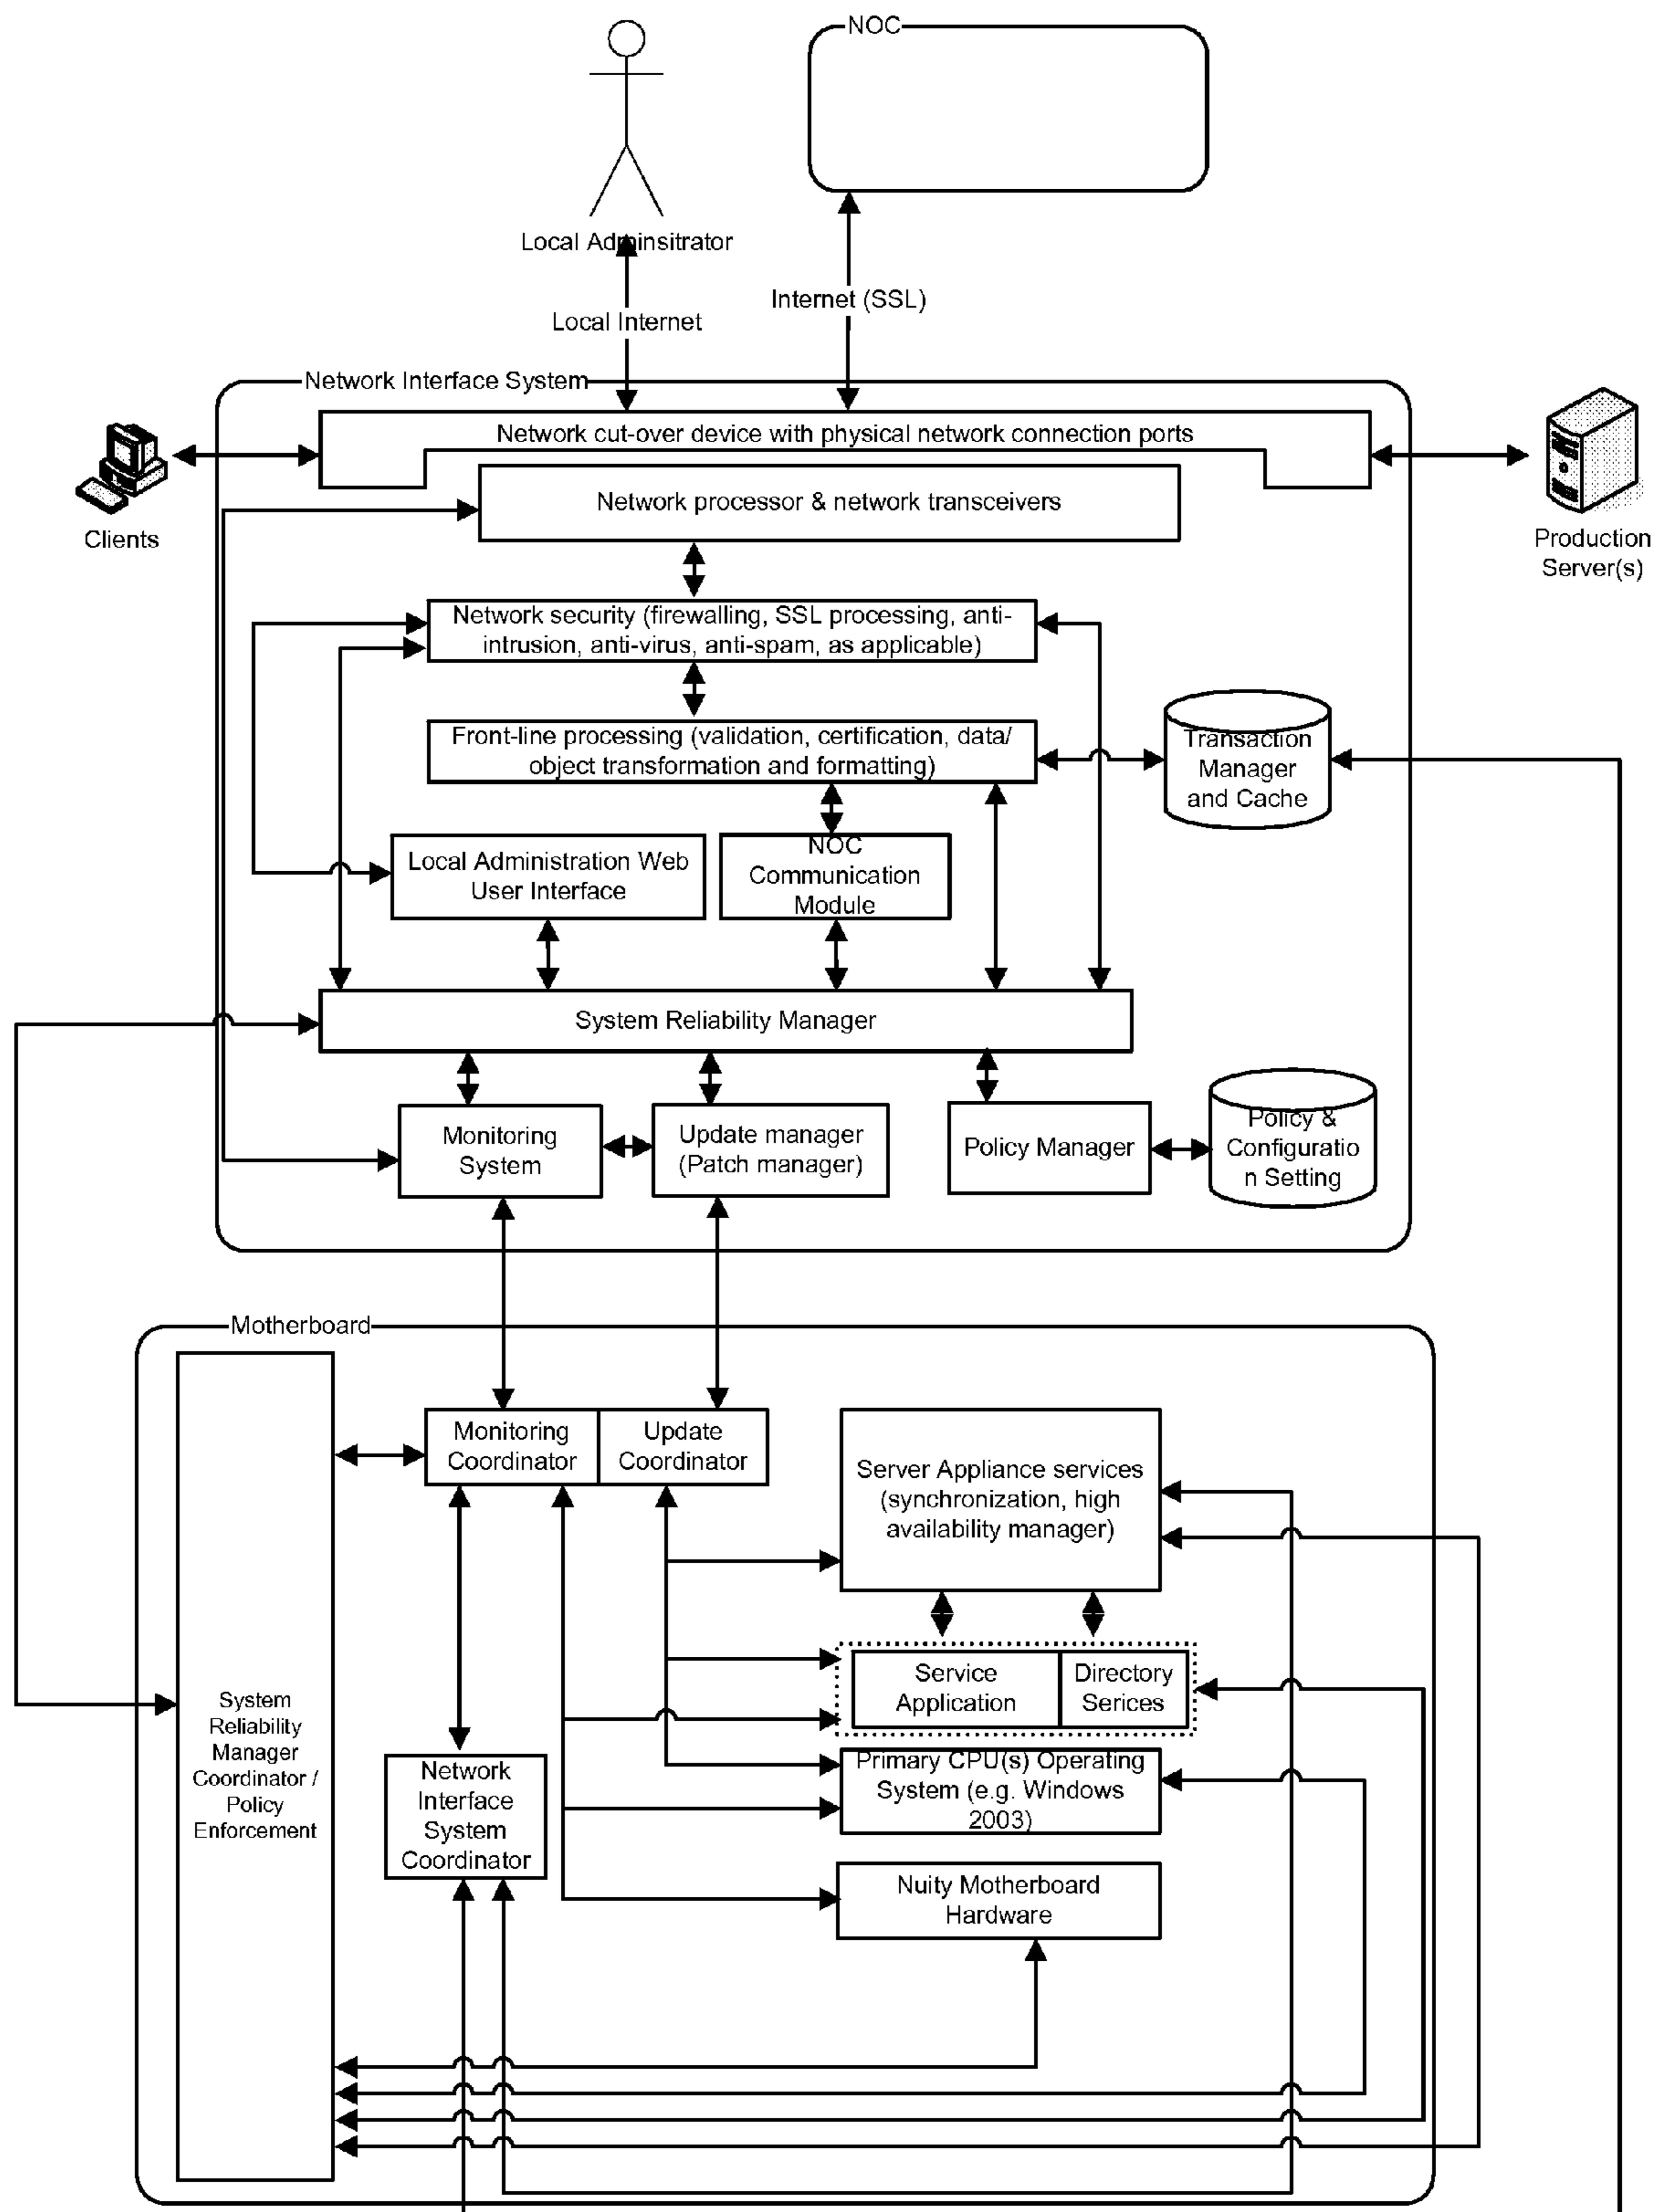 NOC
Local Adminsitrator
Internet (SSL)
Local Internet
Network Interface System
Network cut-over device with physical network connection ports
Network processor & network transceivers
Clients
Production
Server(s)
Network security (firewalling, SSL processing, anti-
intrusion, anti-virus, anti-spam, as applicable)
Front-line processing (validation, certification, data/
object transformation and formatting)
Transaction
Manager
and Cache
Local Administration Web
User Interface
NOC
Communication
Module
System Reliability Manager
Monitoring
System
Update manager
(Patch manager)
Policy Manager
Policy &
Configuratio
n Setting
Motherboard
Monitoring
Coordinator
Update
Coordinator
Server Appliance services
(synchronization, high
availability manager)
Service
Application
Directory
Serices
System
Reliability
Manager
Coordinator /
Policy
Enforcement
Network
Interface
System
Coordinator
Primary CPU(s) Operating
System (e.g. Windows
2003)
Nuity Motherboard
Hardware